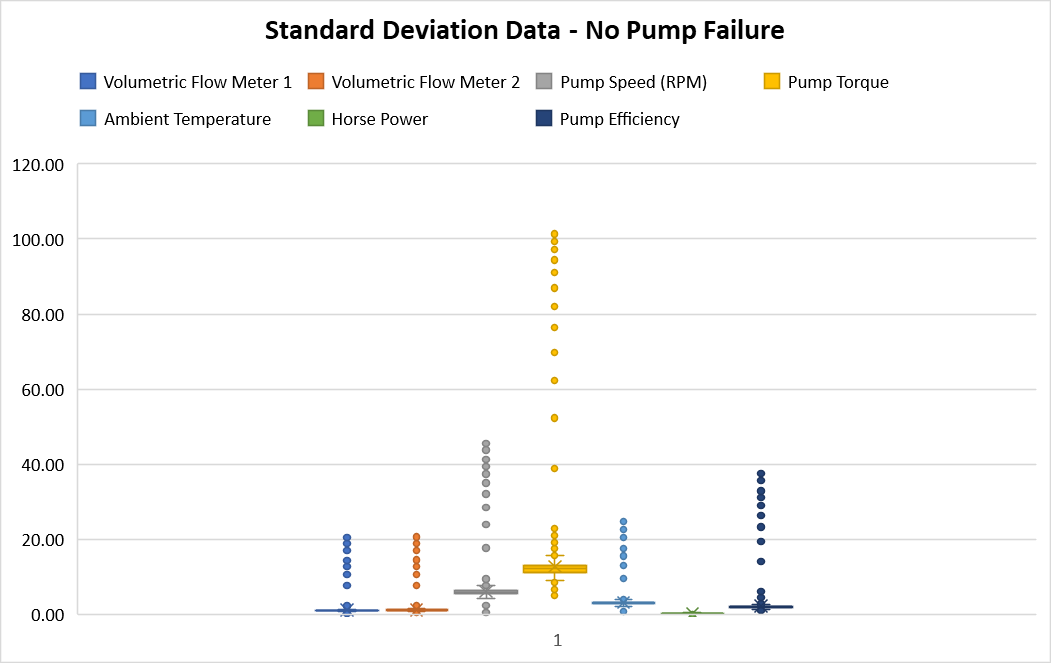 Standard Deviation Data - No Pump Failure
Volumetric Flow Meter 1 Volumetric Flow Meter 2 Pump Speed (RPM) Pump Torque
Ambient Temperature Horse Power Pump Efficiency
120.00
100.00
80.00
60.00
40.00
20.00
0.00
1